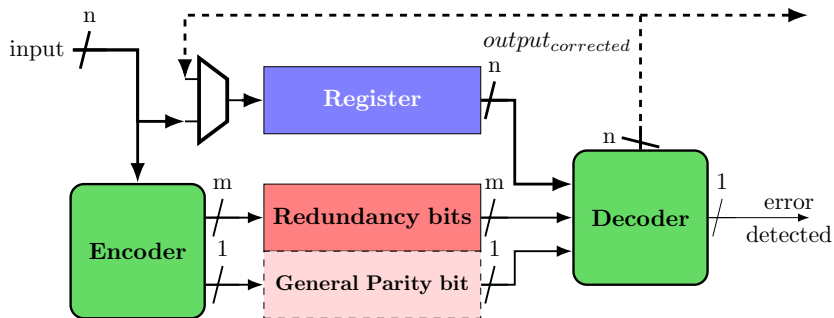 n
input
output_corrected
n
Register
n
m
m
1
Redundancy bits
Decoder
error
Encoder
detected
1
1
General Parity bit